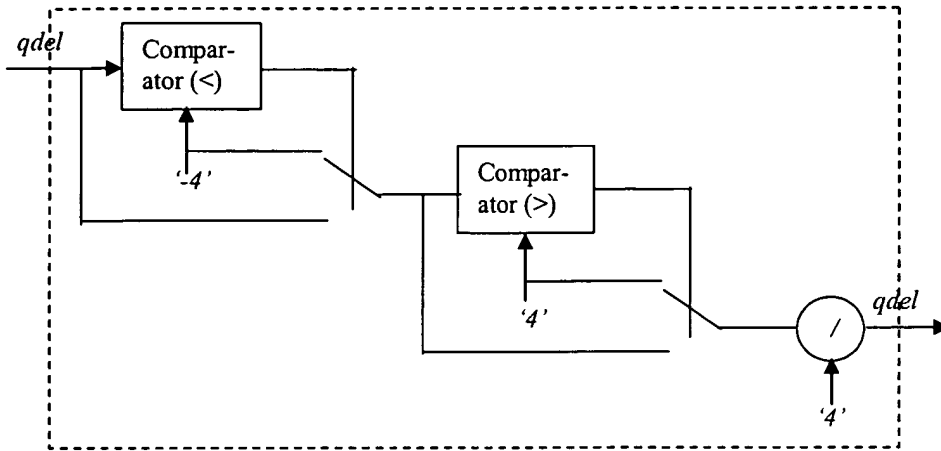 qdel
Compar-
ator (<)
‘-4’
Compar-
ator (>)
‘4’
qdel
/
‘4’